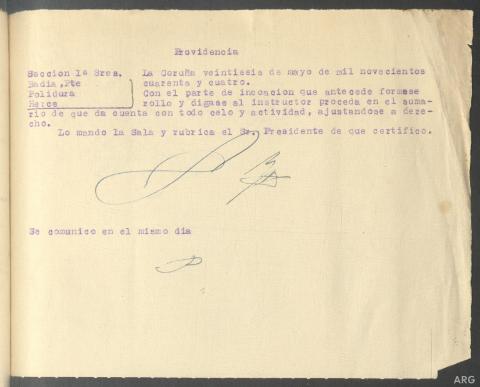 Providencia
Seccion 1ª Sres. La Coruña veintiseis de mayo de mil novecientos
Badia,Pte cuarenta y cuatro.
Polidura Con el parte de incoacion que antecede formese
Herce rollo y digase al instructor proceda en el suma-
rio de que da cuenta con todo celo y actividad, ajustandose a dere-
cho.
Lo mando la Sala y rubrica el Sr. Presidente de que certifico.
Se comunico en el mismo dia
ARG